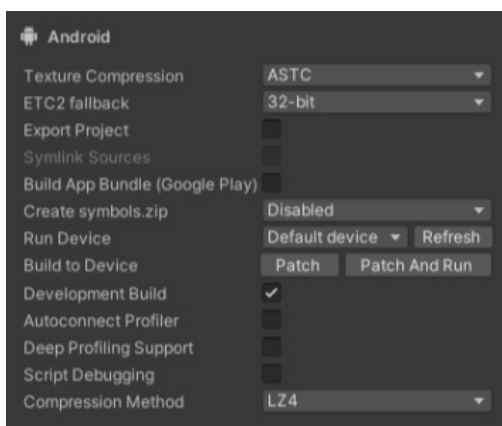 Android
Texture Compression ASTC
ETC2 fallback 32-bit
Export Project
Symlink Sources
Build App Bundle (Google Play)
Create symbols.zip Disabled
Run Device Default device Refresh
Build to Device Patch Patch And Run
Development Build
Autoconnect Profiler
Deep Profiling Support
Script Debugging
Compression Method LZ4